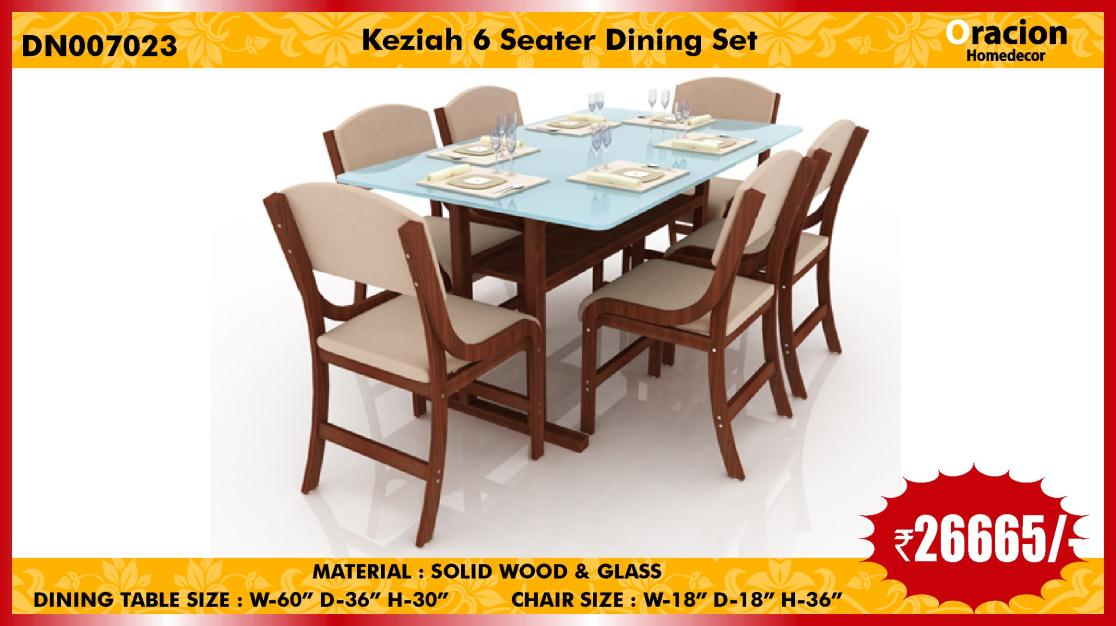 DN007023
Keziah 6 Seater Dining Set
Oracion
Homedecor
₹26665/-
MATERIAL : SOLID WOOD & GLASS
DINING TABLE SIZE : W-60” D-36” H-30” CHAIR SIZE : W-18” D-18” H-36”